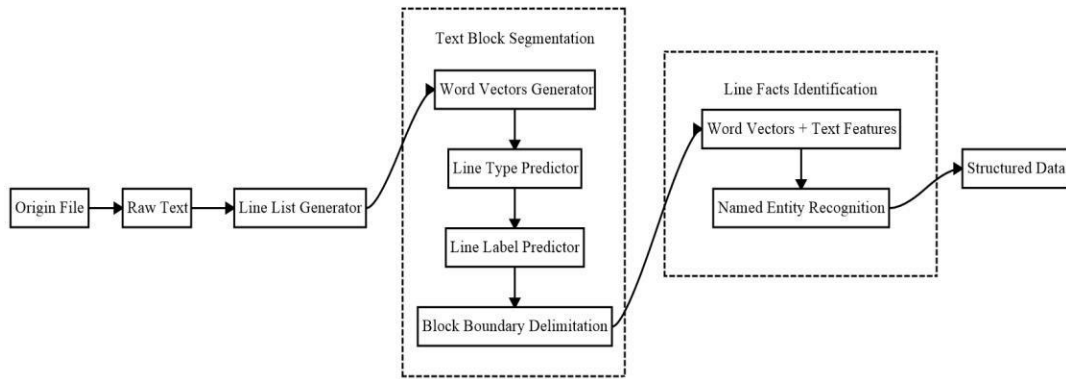 Origin File
Raw Text
Line List Generator
Text Block Segmentation
Word Vectors Generator
Line Type Predictor
Line Label Predictor
Block Boundary Delimitation
Line Facts Identification
Word Vectors + Text Features
Named Entity Recognition
Structured Data